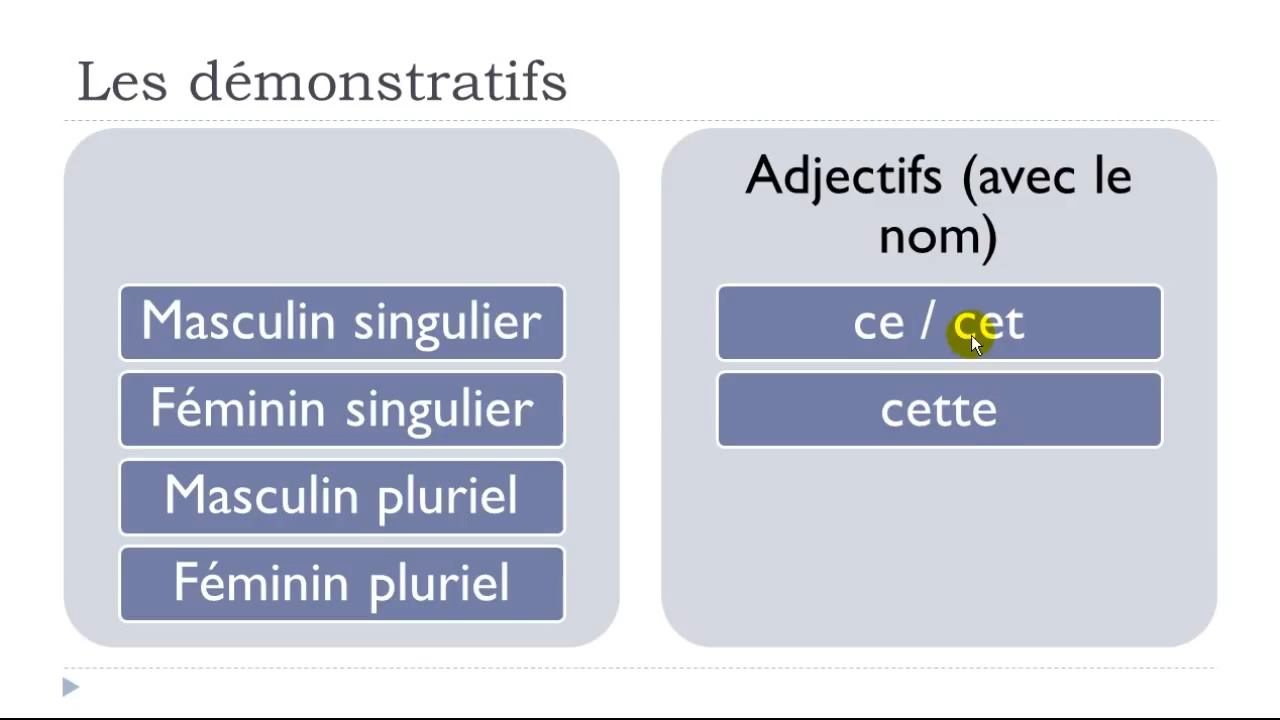 Les démonstratifs
Masculin singulier
Féminin singulier
Masculin pluriel
Féminin pluriel
Adjectifs (avec le
nom)
ce / cet
cette